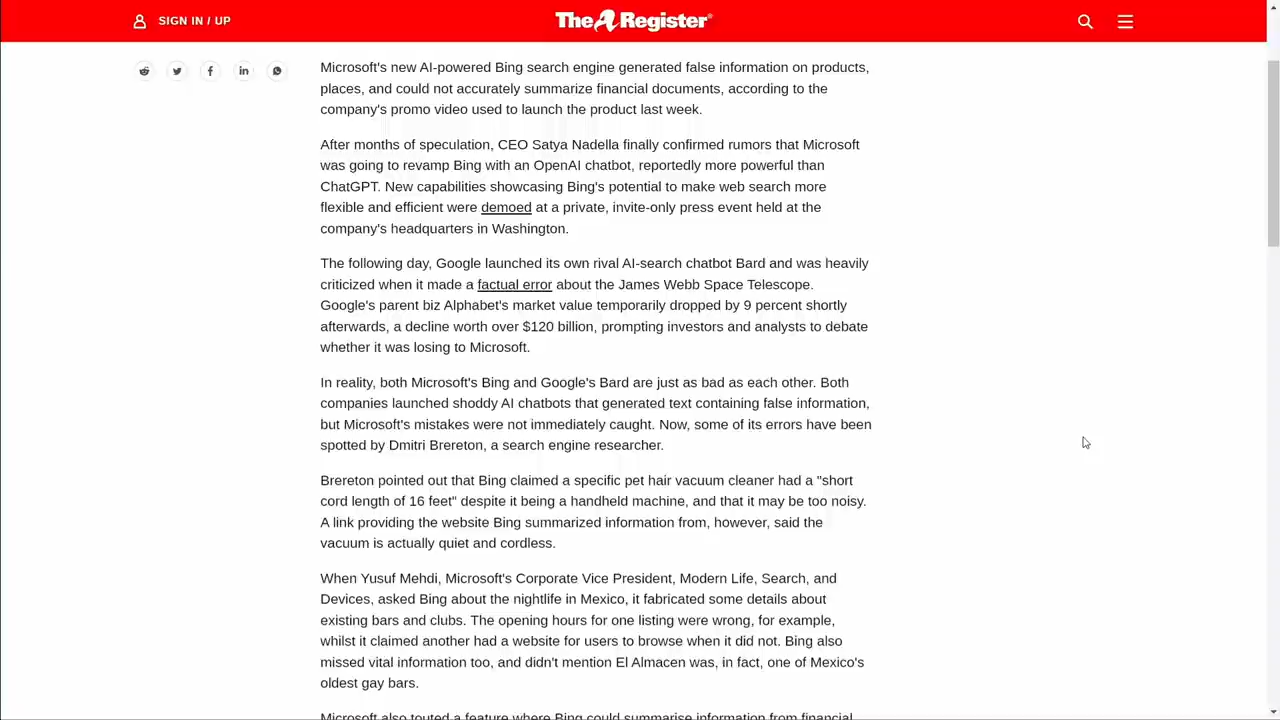 SIGN IN / UP
The Register®
Microsoft's new AI-powered Bing search engine generated false information on products,
places, and could not accurately summarize financial documents, according to the
company's promo video used to launch the product last week.
After months of speculation, CEO Satya Nadella finally confirmed rumors that Microsoft
was going to revamp Bing with an OpenAI chatbot, reportedly more powerful than
ChatGPT. New capabilities showcasing Bing's potential to make web search more
flexible and efficient were demoed at a private, invite-only press event held at the
company's headquarters in Washington.
The following day, Google launched its own rival AI-search chatbot Bard and was heavily
criticized when it made a factual error about the James Webb Space Telescope.
Google's parent biz Alphabet's market value temporarily dropped by 9 percent shortly
afterwards, a decline worth over $120 billion, prompting investors and analysts to debate
whether it was losing to Microsoft.
In reality, both Microsoft's Bing and Google's Bard are just as bad as each other. Both
companies launched shoddy AI chatbots that generated text containing false information,
but Microsoft's mistakes were not immediately caught. Now, some of its errors have been
spotted by Dmitri Brereton, a search engine researcher.
Brereton pointed out that Bing claimed a specific pet hair vacuum cleaner had a "short
cord length of 16 feet" despite it being a handheld machine, and that it may be too noisy.
A link providing the website Bing summarized information from, however, said the
vacuum is actually quiet and cordless.
When Yusuf Mehdi, Microsoft's Corporate Vice President, Modern Life, Search, and
Devices, asked Bing about the nightlife in Mexico, it fabricated some details about
existing bars and clubs. The opening hours for one listing were wrong, for example,
whilst it claimed another had a website for users to browse when it did not. Bing also
missed vital information too, and didn't mention El Almacen was, in fact, one of Mexico's
oldest gay bars.
Microsoft also touted a feature where Bing could summarise information from financial